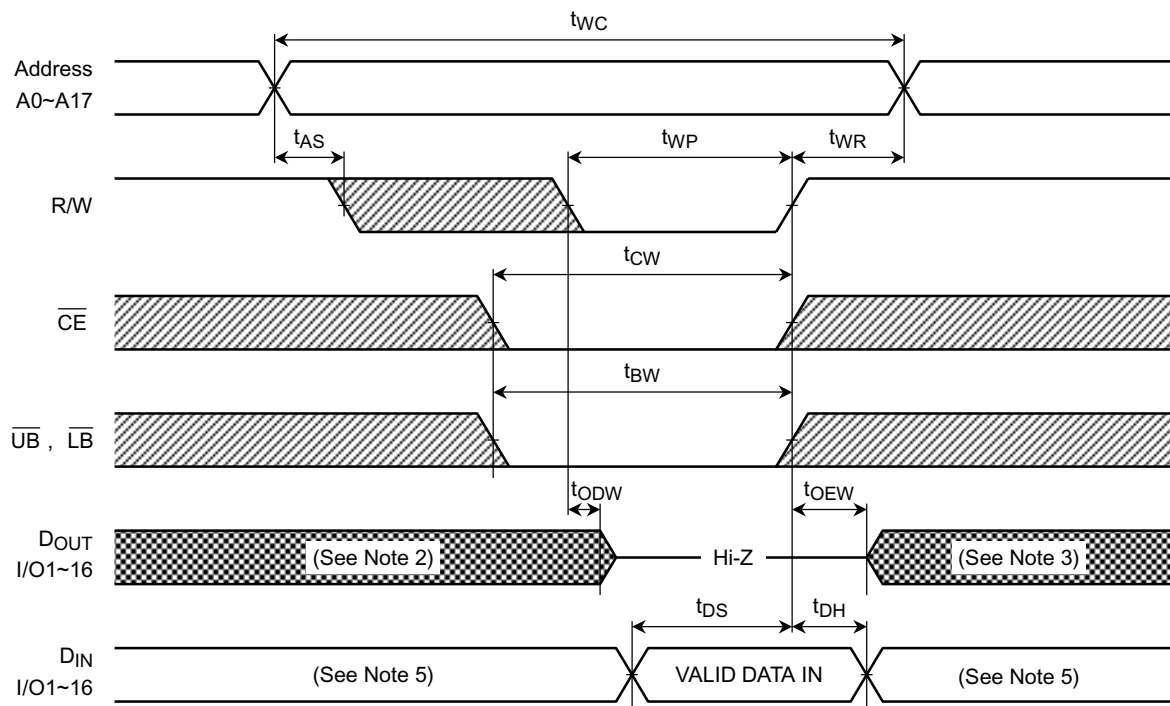 tWC
Address
A0~A17
tAS
tWP
tWR
R/W
tCW
CE
tBW
UB , LB
tODW
tOEW
DOUT
I/O1~16
(See Note 2)
Hi-Z
(See Note 3)
tDS
tDH
DIN
I/O1~16
(See Note 5)
VALID DATA IN
(See Note 5)